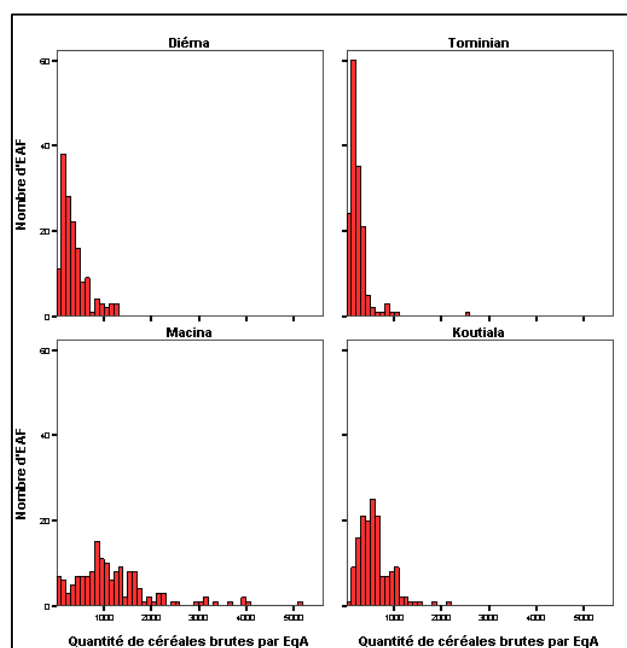 Diéma Tominian
Nombre d'EAF
60
40
20
0
Macina Koutiala
Nombre d'EAF
60
40
20
0
1000 2000 3000 4000 5000 1000 2000 3000 4000 5000
Quantité de céréales brutes par EqA Quantité de céréales brutes par EqA